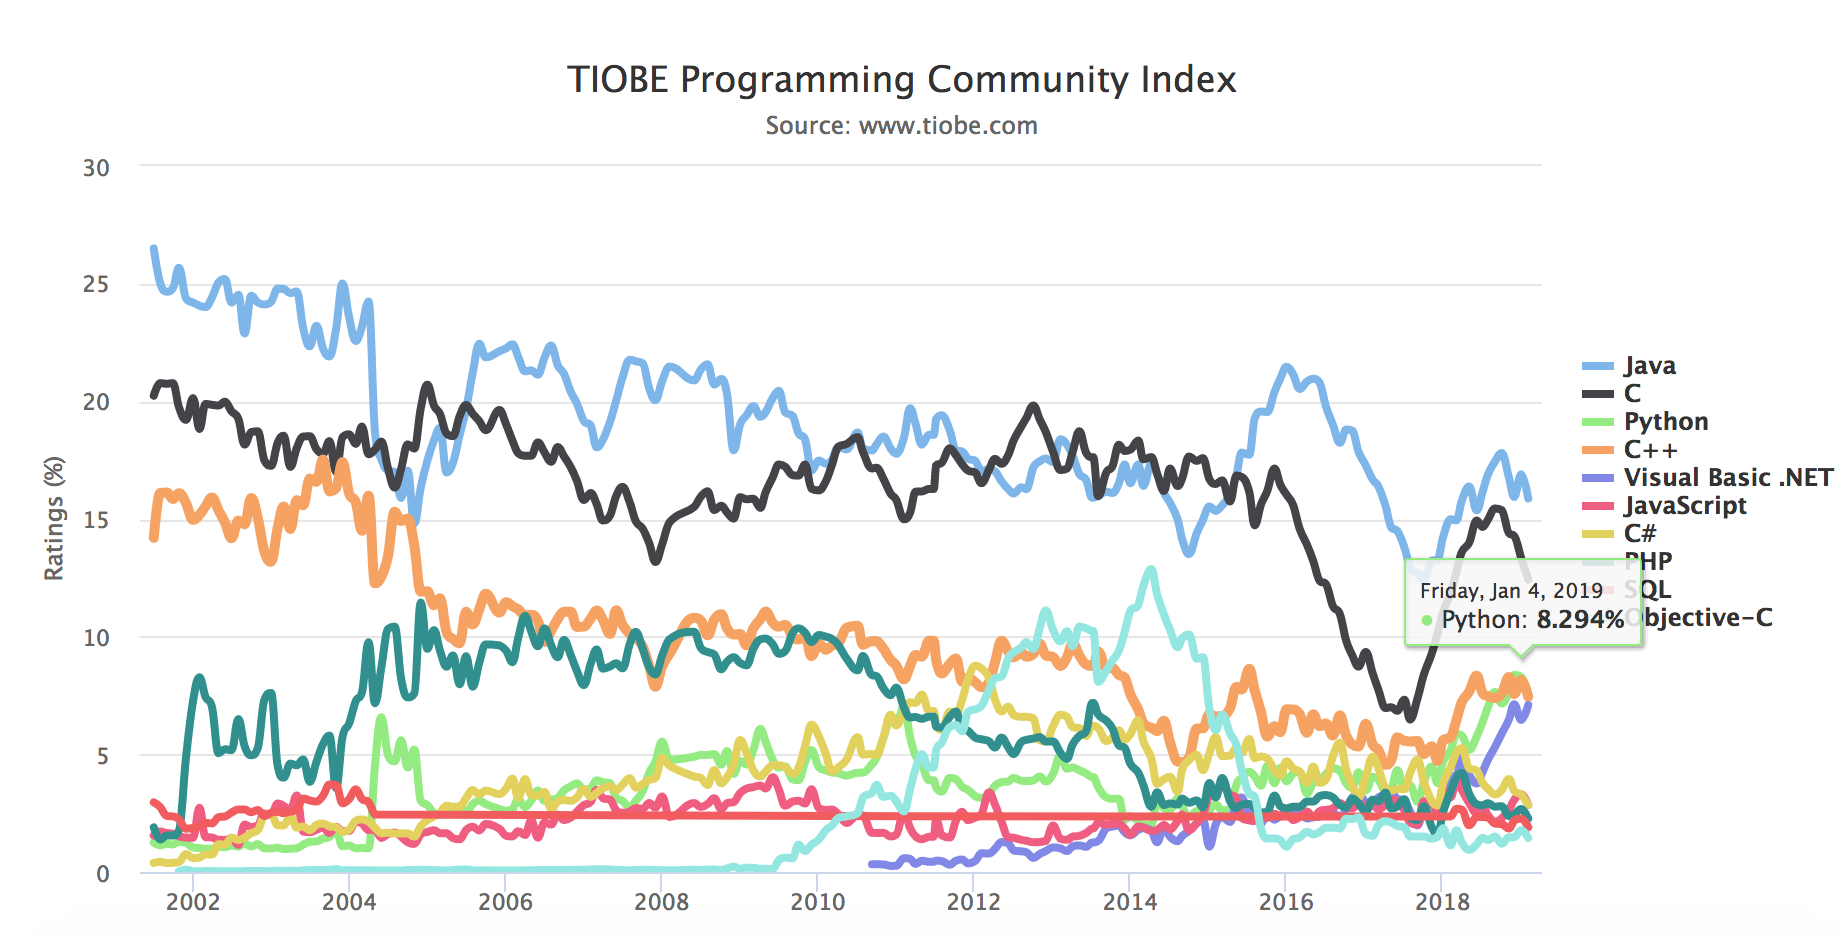 TIOBE Programming Community Index
Source: www.tiobe.com
Ratings (%)
30
25
20
15
10
5
0
2002 2004 2006 2008 2010 2012 2014 2016 2018
Java
C
Python
C++
Visual Basic .NET
JavaScript
C#
PHP
SQL
Objective-C
Friday, Jan 4, 2019
Python: 8.294%